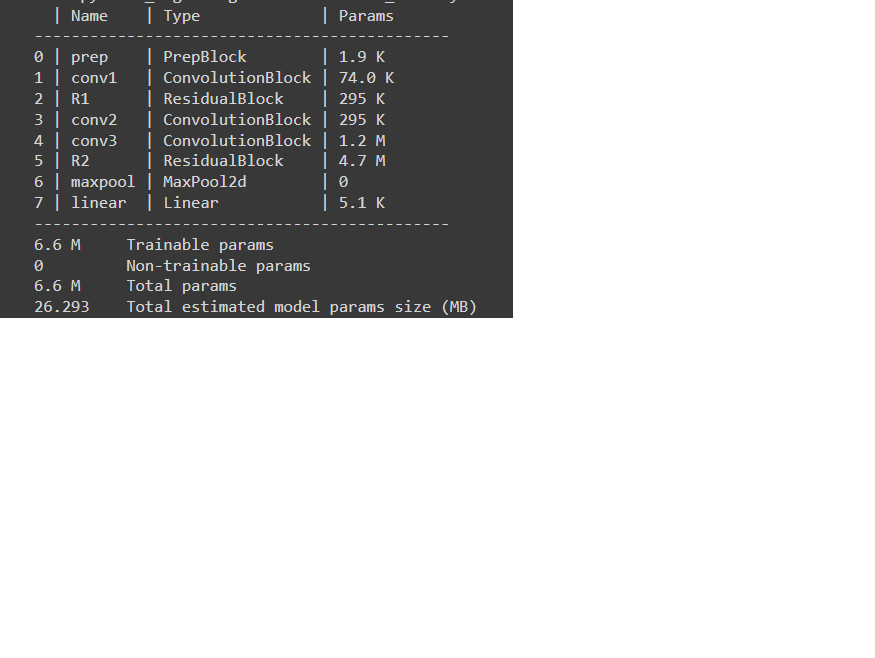 | Name | Type | Params
---------------------------------------------
0 | prep | PrepBlock | 1.9 K
1 | conv1 | ConvolutionBlock | 74.0 K
2 | R1 | ResidualBlock | 295 K
3 | conv2 | ConvolutionBlock | 295 K
4 | conv3 | ConvolutionBlock | 1.2 M
5 | R2 | ResidualBlock | 4.7 M
6 | maxpool | MaxPool2d | 0
7 | linear | Linear | 5.1 K
---------------------------------------------
6.6 M Trainable params
0 Non-trainable params
6.6 M Total params
26.293 Total estimated model params size (MB)